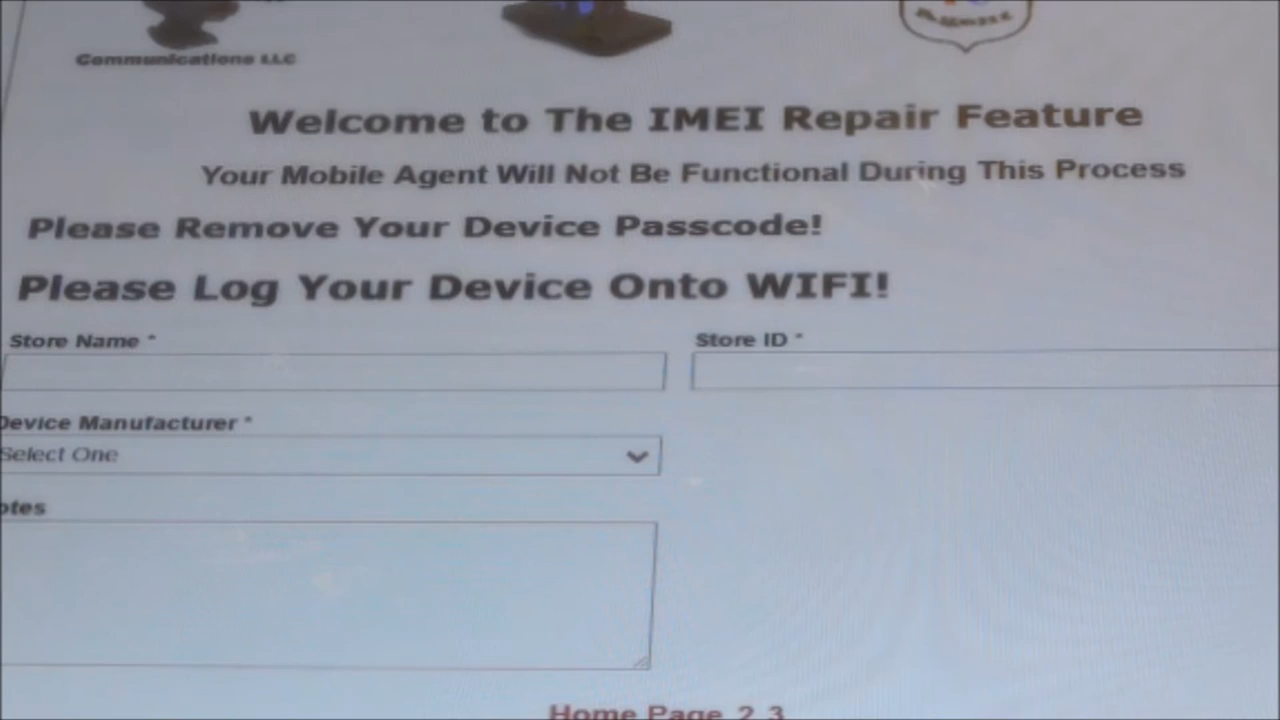 Communications LLC
Welcome to The IMEI Repair Feature
Your Mobile Agent Will Not Be Functional During This Process
Please Remove Your Device Passcode!
Please Log Your Device Onto WIFI!
Store Name * Store ID *
Device Manufacturer *
Select One
otes
Home Page 2 3